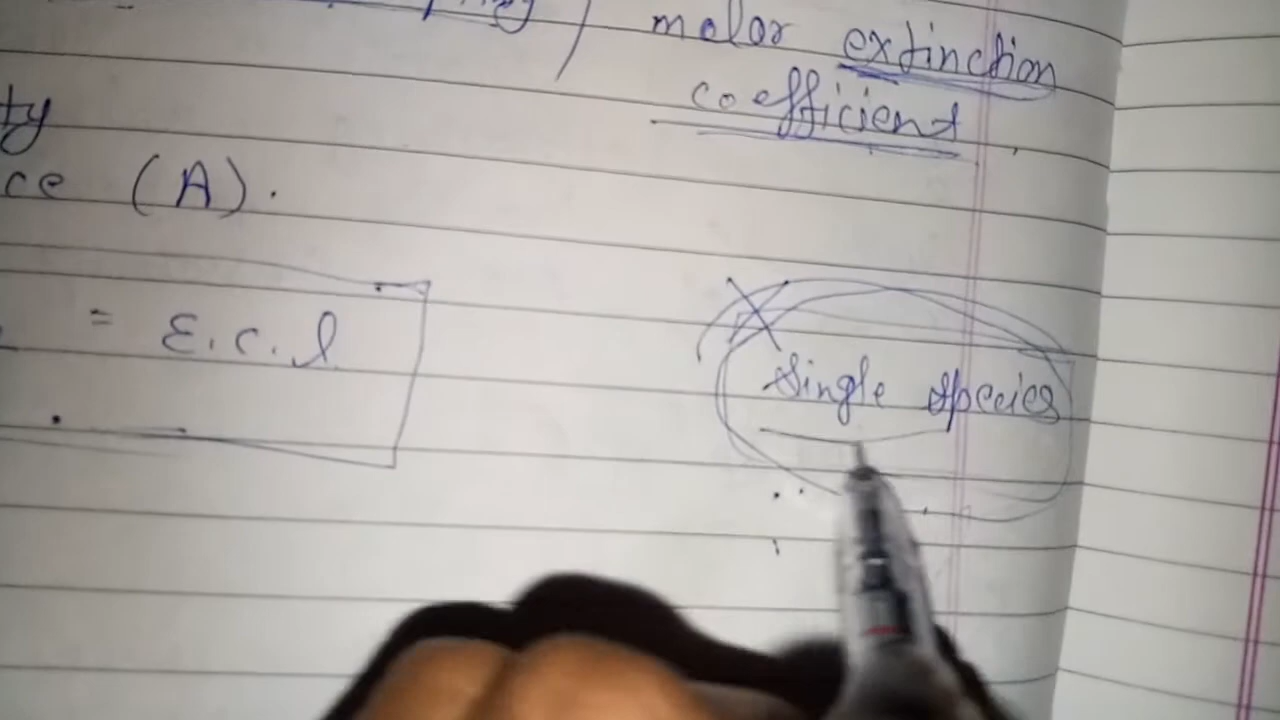 molar extinction
coefficient
ty
ce (A).
= ε.c.l
Single species